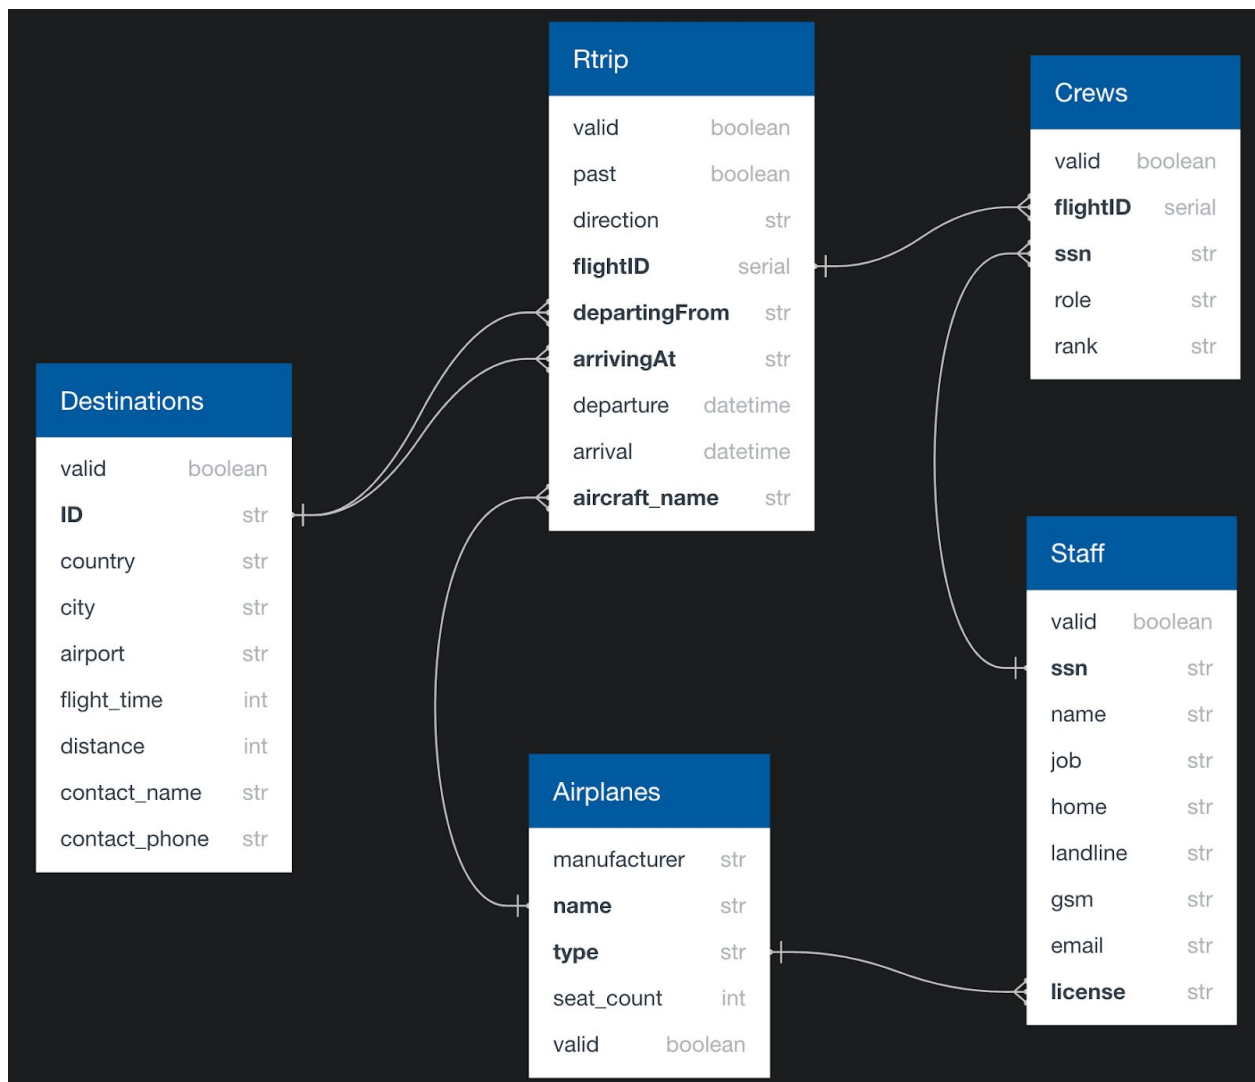 Rtrip
valid boolean
past boolean
direction str
flightID serial
departingFrom str
arrivingAt str
departure datetime
arrival datetime
aircraft_name str
Crews
valid boolean
flightID serial
ssn str
role str
rank str
Destinations
valid boolean
ID str
country str
city str
airport str
flight_time int
distance int
contact_name str
contact_phone str
Staff
valid boolean
ssn str
name str
job str
home str
landline str
gsm str
email str
license str
Airplanes
manufacturer str
name str
type str
seat_count int
valid boolean